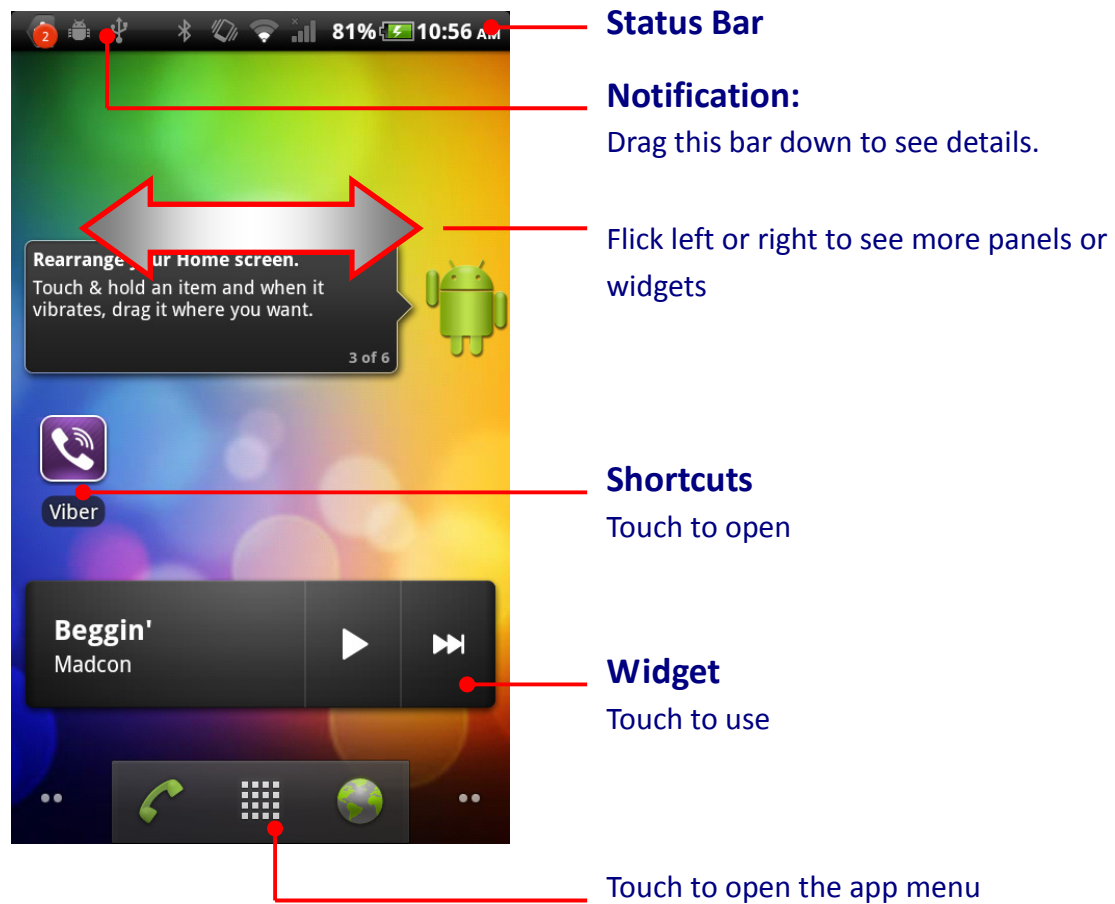 2
81% 10:56 AM
Status Bar
Notification:
Drag this bar down to see details.
Flick left or right to see more panels or
widgets
Rearrange your Home screen.
Touch & hold an item and when it
vibrates, drag it where you want.
3 of 6
Viber
Shortcuts
Touch to open
Beggin'
Madcon
Widget
Touch to use
Touch to open the app menu